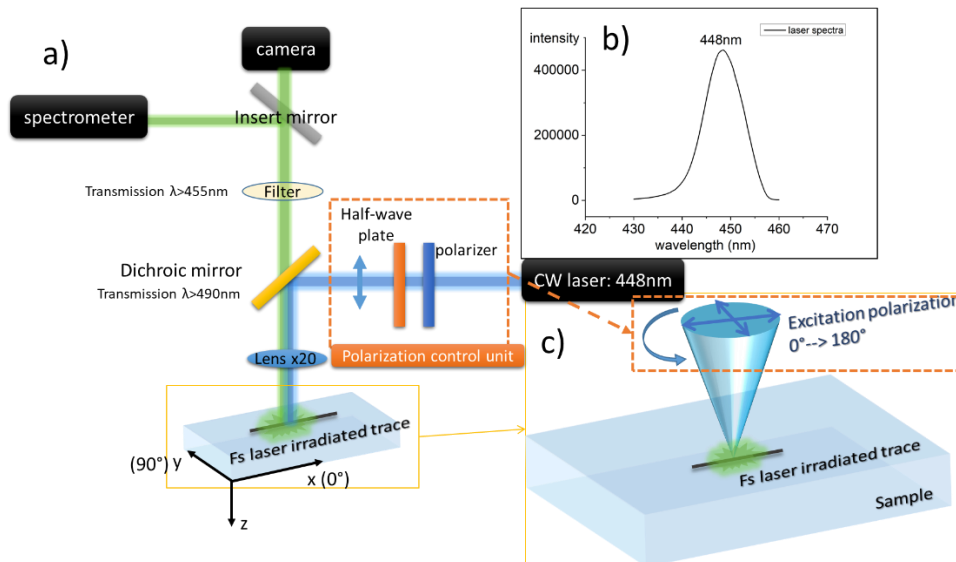 a)
camera
spectrometer
Insert mirror
Transmission λ>455nm
Filter
Half-wave
plate
polarizer
Dichroic mirror
Transmission λ>490nm
CW laser: 448nm
Lens x20
Polarization control unit
Fs laser irradiated trace
(90°) y
x (0°)
z
b)
intensity
448nm
laser spectra
400000
200000
0
420 430 440 450 460 470
wavelength (nm)
c)
Excitation polarization
0°--> 180°
Fs laser irradiated trace
Sample